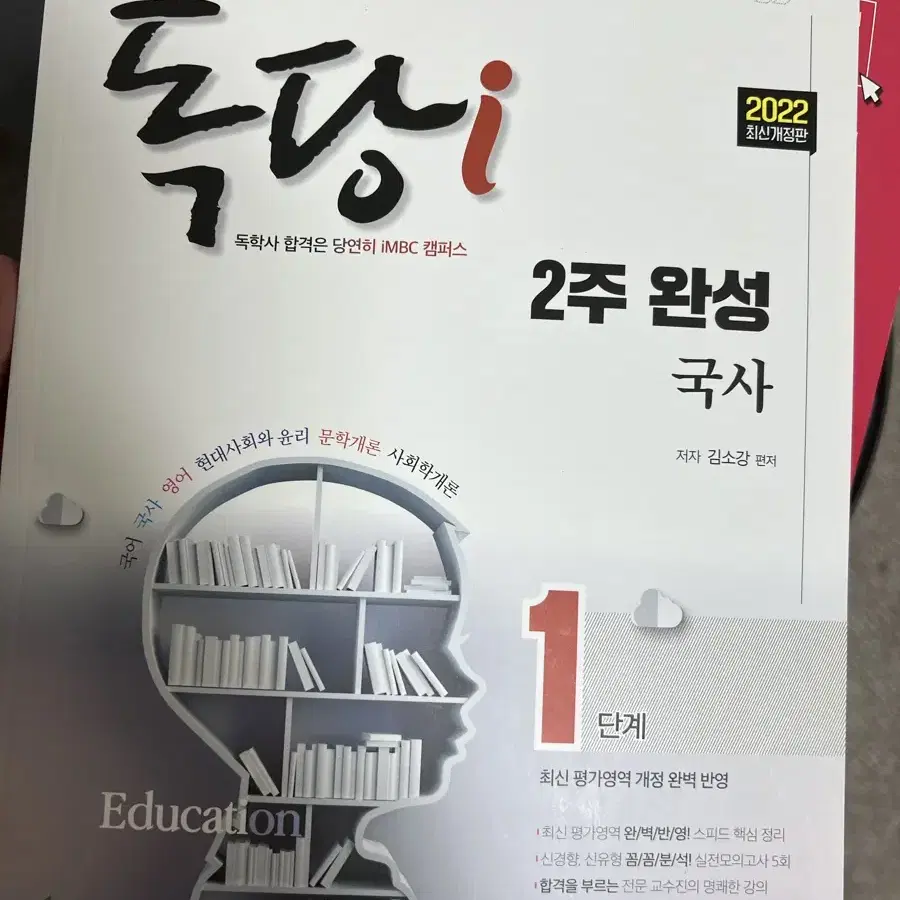 독당i
2022
최신개정판
독학사 합격은 당연히 iMBC 캠퍼스
2주 완성
국사
저자 김소강 편저
국어 국사 영어 현대사회와 윤리 문학개론 사회학개론
1
단계
최신 평가영역 개정 완벽 반영
Education
최신 평가영역 완/벽/반/영! 스피드 핵심 정리
신경향, 신유형 꼼/꼼/분/석! 실전모의고사 5회
합격을 부르는 전문 교수진의 명쾌한 강의